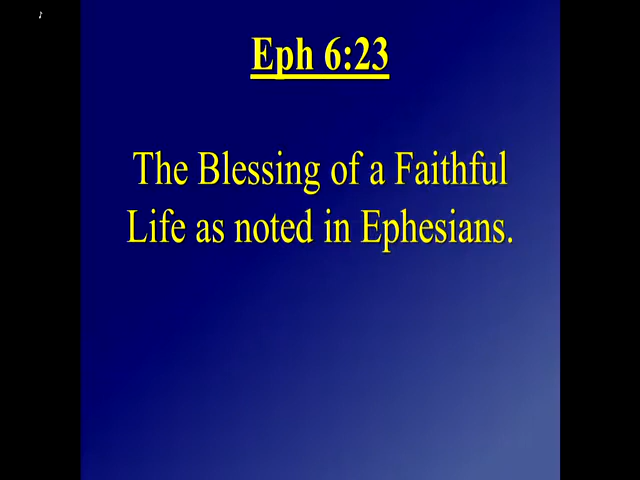 Eph 6:23
The Blessing of a Faithful
Life as noted in Ephesians.